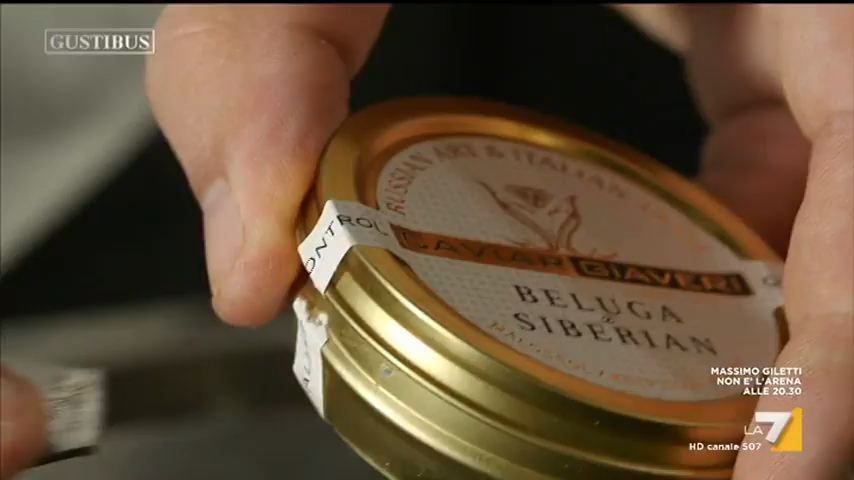 GUSTIBUS
RUSSIAN ART & ITALIAN
CONTROL
CAVIAR GIAVERI
BELUGA
&
SIBERIAN
MASSIMO GILETTI
NON E' L'ARENA
ALLE 20.30
LA7
HD canale 507